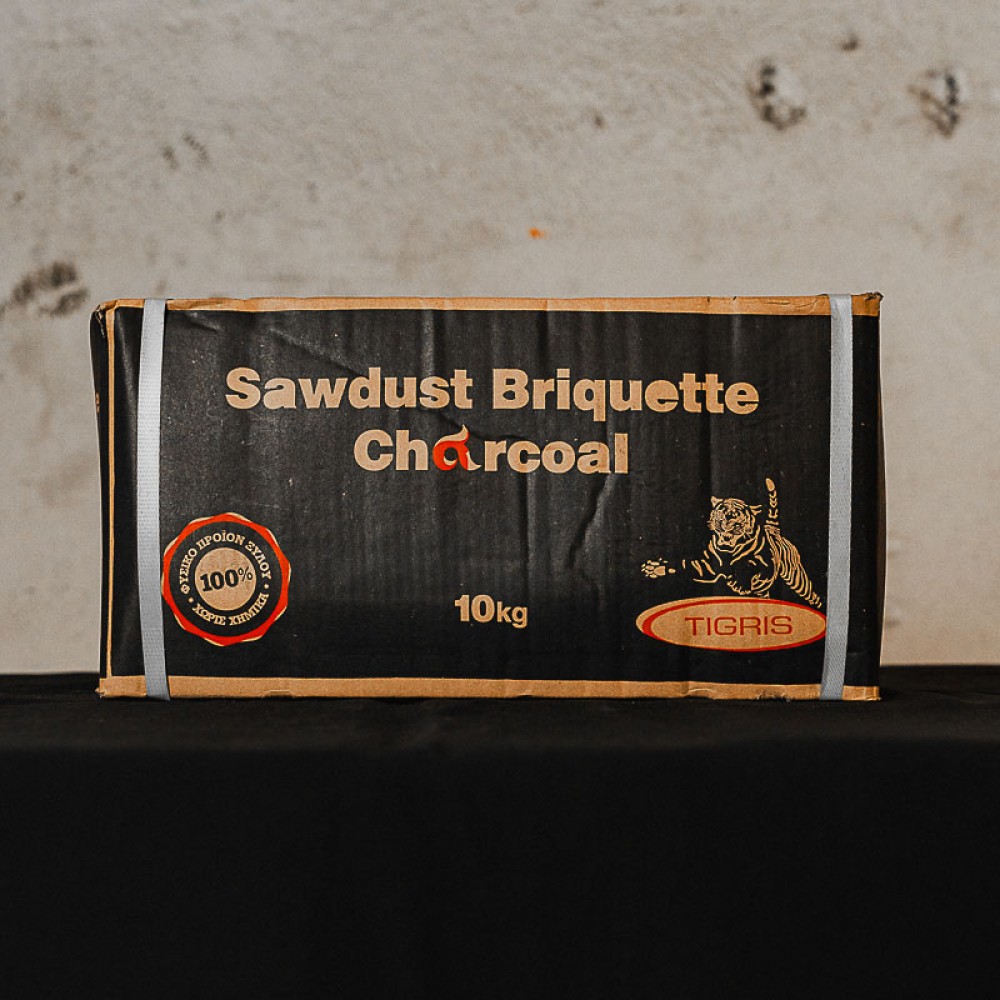 Sawdust Briquette
Charcoal
ΦΥΣΙΚΟ ΠΡΟΪΟΝ ΞΥΛΟΥ
100%
ΧΩΡΙΣ ΧΗΜΙΚΑ
10kg
TIGRIS